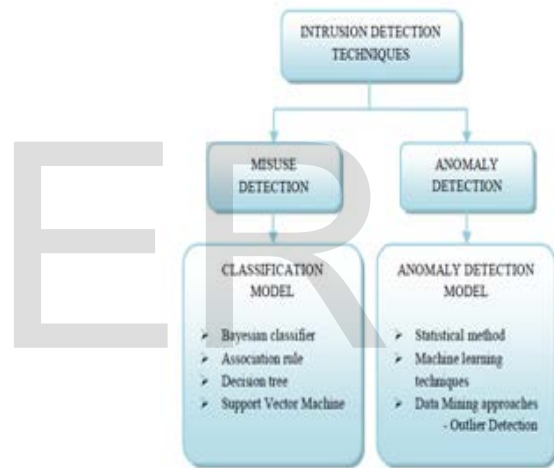 INTRUSION DETECTION
TECHNIQUES
MISUSE
DETECTION
ANOMALY
DETECTION
CLASSIFICATION
MODEL
➢ Bayesian classifier
➢ Association rule
➢ Decision tree
➢ Support Vector Machine
ANOMALY DETECTION
MODEL
➢ Statistical method
➢ Machine learning
techniques
➢ Data Mining approaches
- Outlier Detection
ER